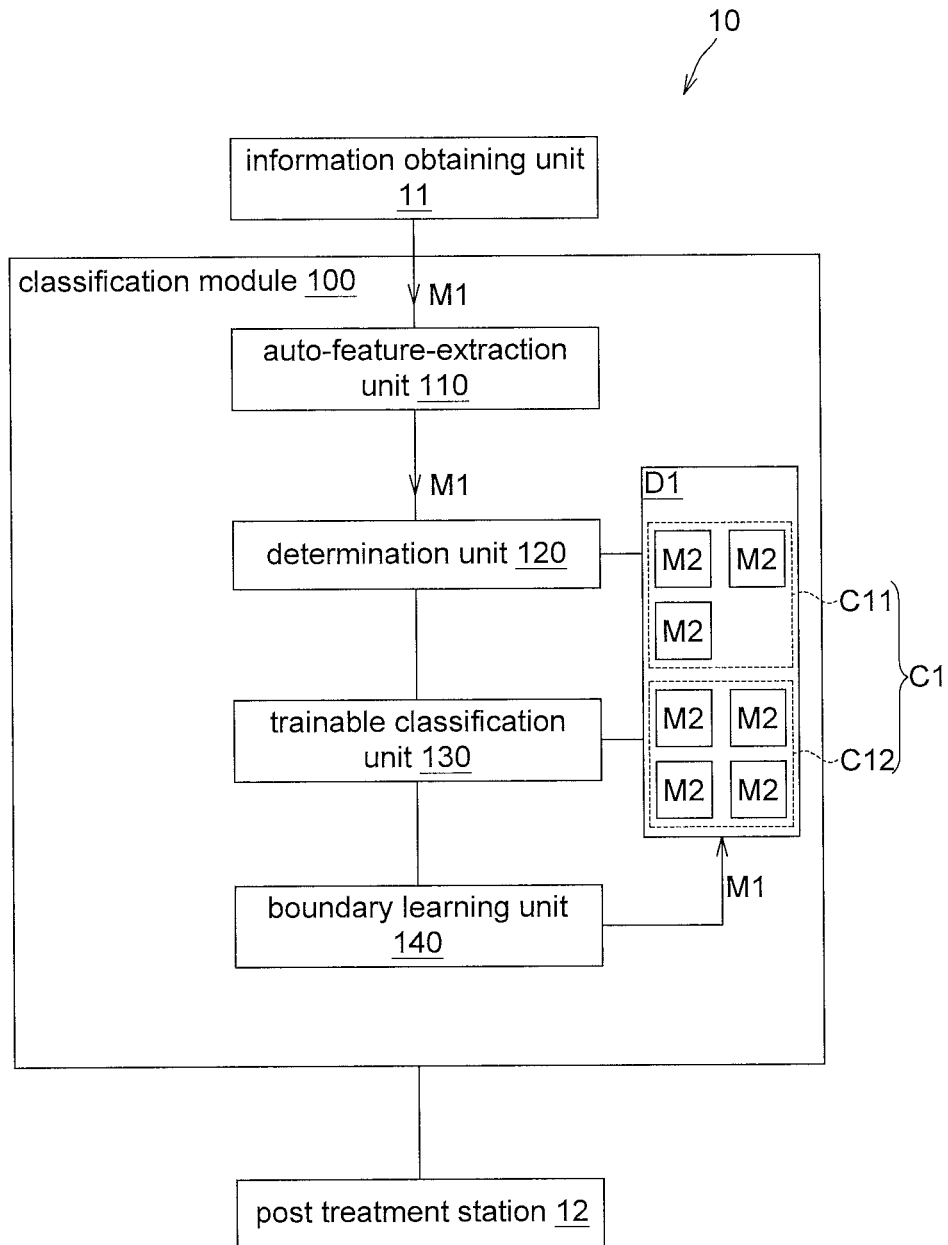 10
information obtaining unit
11
classification module 100
M1
auto-feature-extraction
unit 110
M1
D1
determination unit 120
M2 M2
C11
M2
C1
trainable classification
unit 130
M2 M2
C12
M2 M2
M1
boundary learning unit
140
post treatment station 12